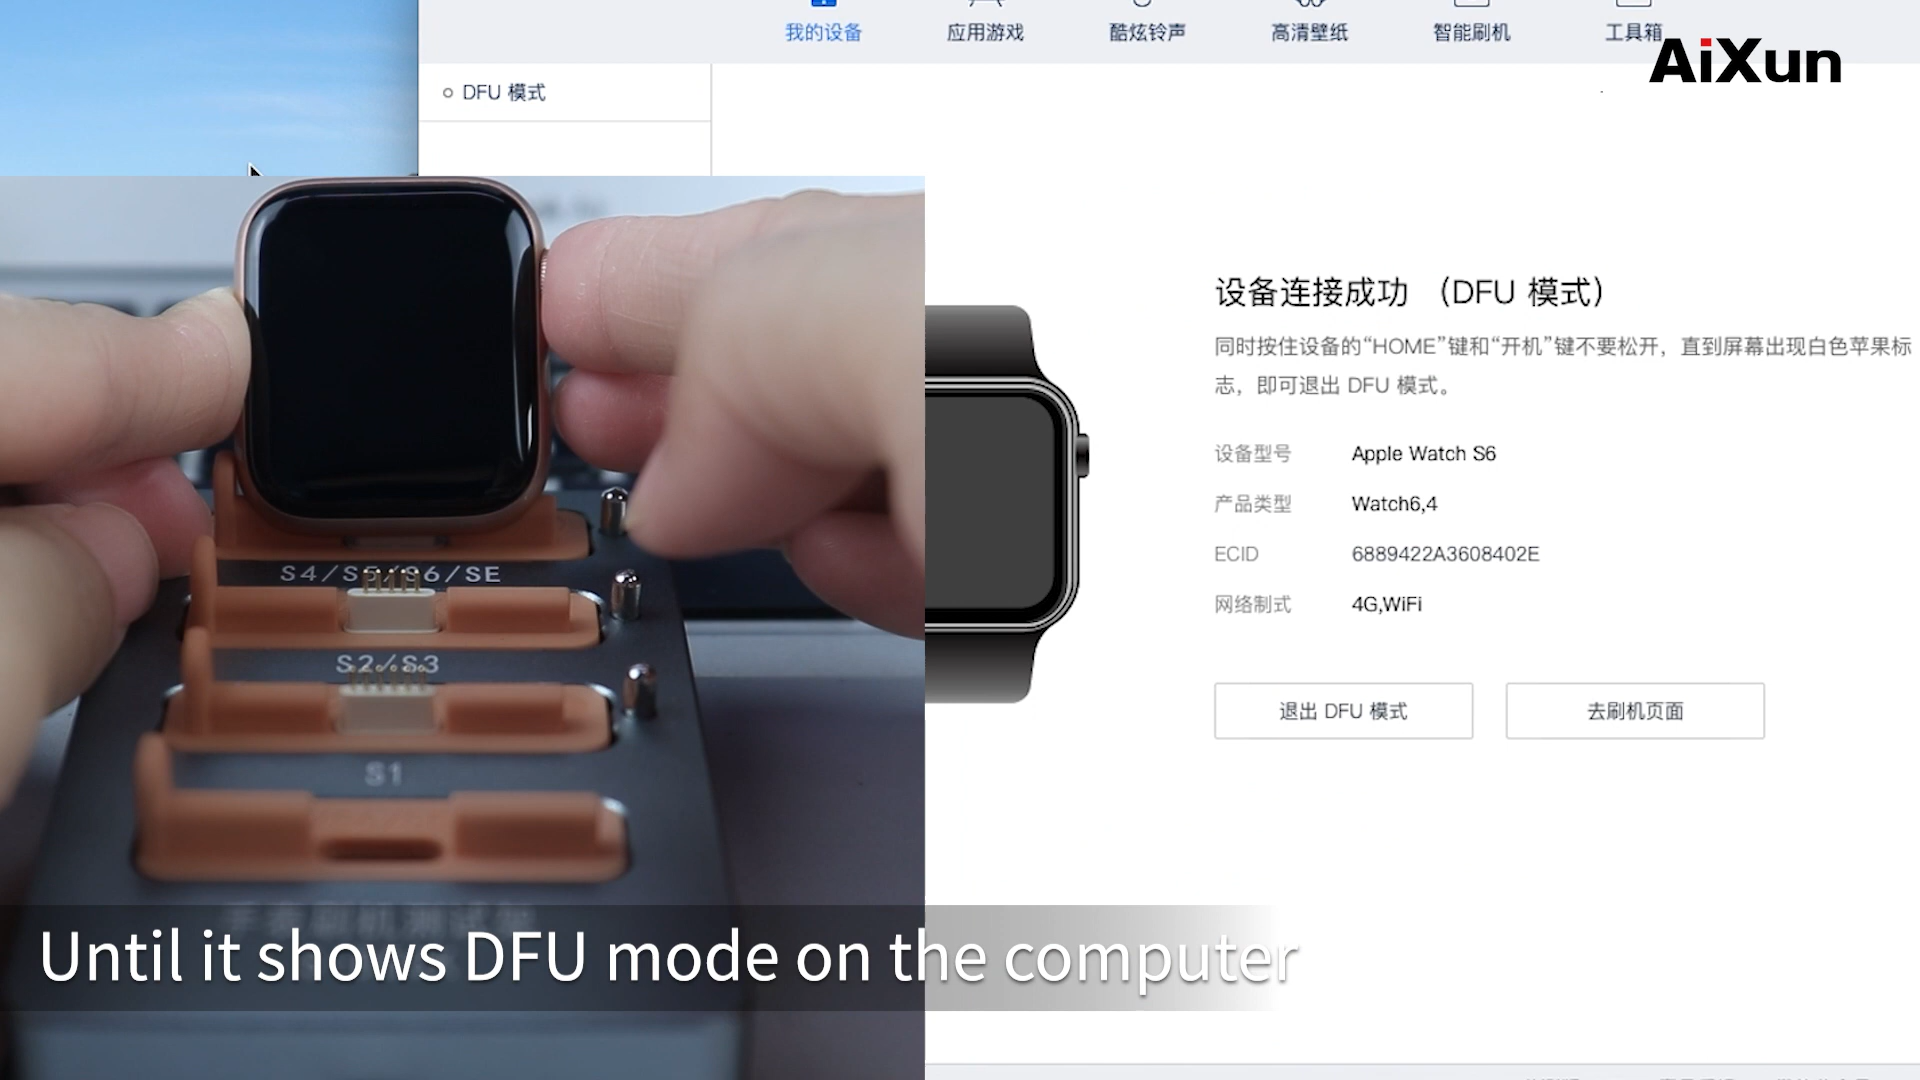 我的设备
应用游戏
酷炫铃声
高清壁纸
智能刷机
工具箱
AiXun
DFU 模式
设备连接成功 （DFU 模式）
同时按住设备的“HOME”键和“开机”键不要松开，直到屏幕出现白色苹果标
志，即可退出 DFU 模式。
设备型号 Apple Watch S6
产品类型 Watch6,4
ECID 6889422A3608402E
网络制式 4G,WiFi
退出 DFU 模式
去刷机页面
S4/S5/S6/SE
S2/S3
S1
Until it shows DFU mode on the computer